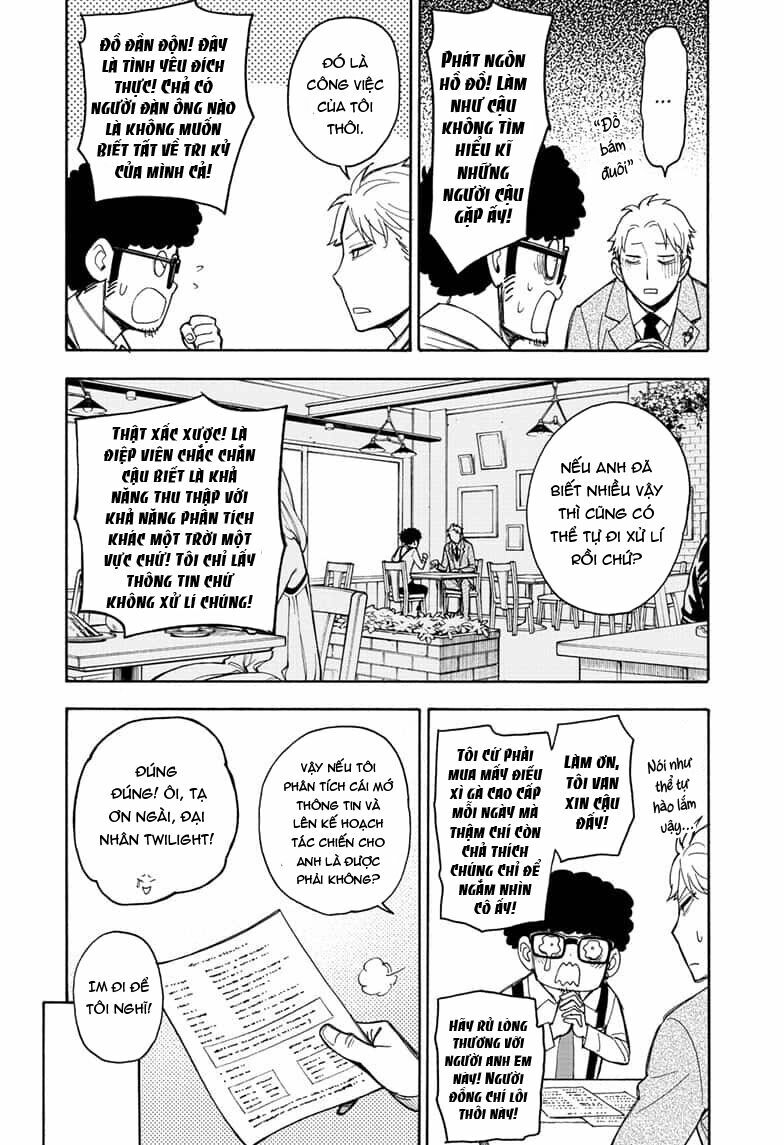 ...
“Đồ
bám
đuôi”
PHÁT NGÔN
HỒ ĐỒ! LÀM
NHƯ CẬU
KHÔNG TÌM
HIỂU KĨ
NHỮNG
NGƯỜI CẬU
GẶP ẤY!
ĐÓ LÀ
CÔNG VIỆC
CỦA TÔI
THÔI.
ĐỒ ĐẦN ĐỘN! ĐÂY
LÀ TÌNH YÊU ĐÍCH
THỰC! CHẢ CÓ
NGƯỜI ĐÀN ÔNG NÀO
LÀ KHÔNG MUỐN
BIẾT TẤT VỀ TRI KỶ
CỦA MÌNH CẢ!
NẾU ANH ĐÃ
BIẾT NHIỀU VẬY
THÌ CŨNG CÓ
THỂ TỰ ĐI XỬ LÍ
RỒI CHỨ?
THẬT XẤC XƯỢC! LÀ
ĐIỆP VIÊN CHẮC CHẮN
CẬU BIẾT LÀ KHẢ
NĂNG THU THẬP VỚI
KHẢ NĂNG PHÂN TÍCH
KHÁC MỘT TRỜI MỘT
VỰC CHỨ! TÔI CHỈ LẤY
THÔNG TIN CHỨ
KHÔNG XỬ LÍ CHÚNG!
Nói như
thể tự
hào lắm
vậy...?
LÀM ƠN,
TÔI VAN
XIN CẬU
ĐẤY!
TÔI CỨ PHẢI
MUA MẤY ĐIẾU
XÌ GÀ CAO CẤP
MỖI NGÀY MÀ
THẬM CHÍ CÒN
CHẢ THÍCH
CHÚNG CHỈ ĐỂ
NGẮM NHÌN
CÔ ẤY!
HÃY RỦ LÒNG
THƯƠNG VỚI
NGƯỜI ANH EM
NÀY! NGƯỜI
ĐỒNG CHÍ LÔI
THÔI NÀY!
VẬY NẾU TÔI
PHÂN TÍCH CÁI MỚ
THÔNG TIN VÀ
LÊN KẾ HOẠCH
TÁC CHIẾN CHO
ANH LÀ ĐƯỢC
PHẢI KHÔNG?
ĐÚNG
ĐÚNG! ÔI, TẠ
ƠN NGÀI, ĐẠI
NHÂN TWILIGHT!
IM ĐI ĐỂ
TÔI NGHĨ!